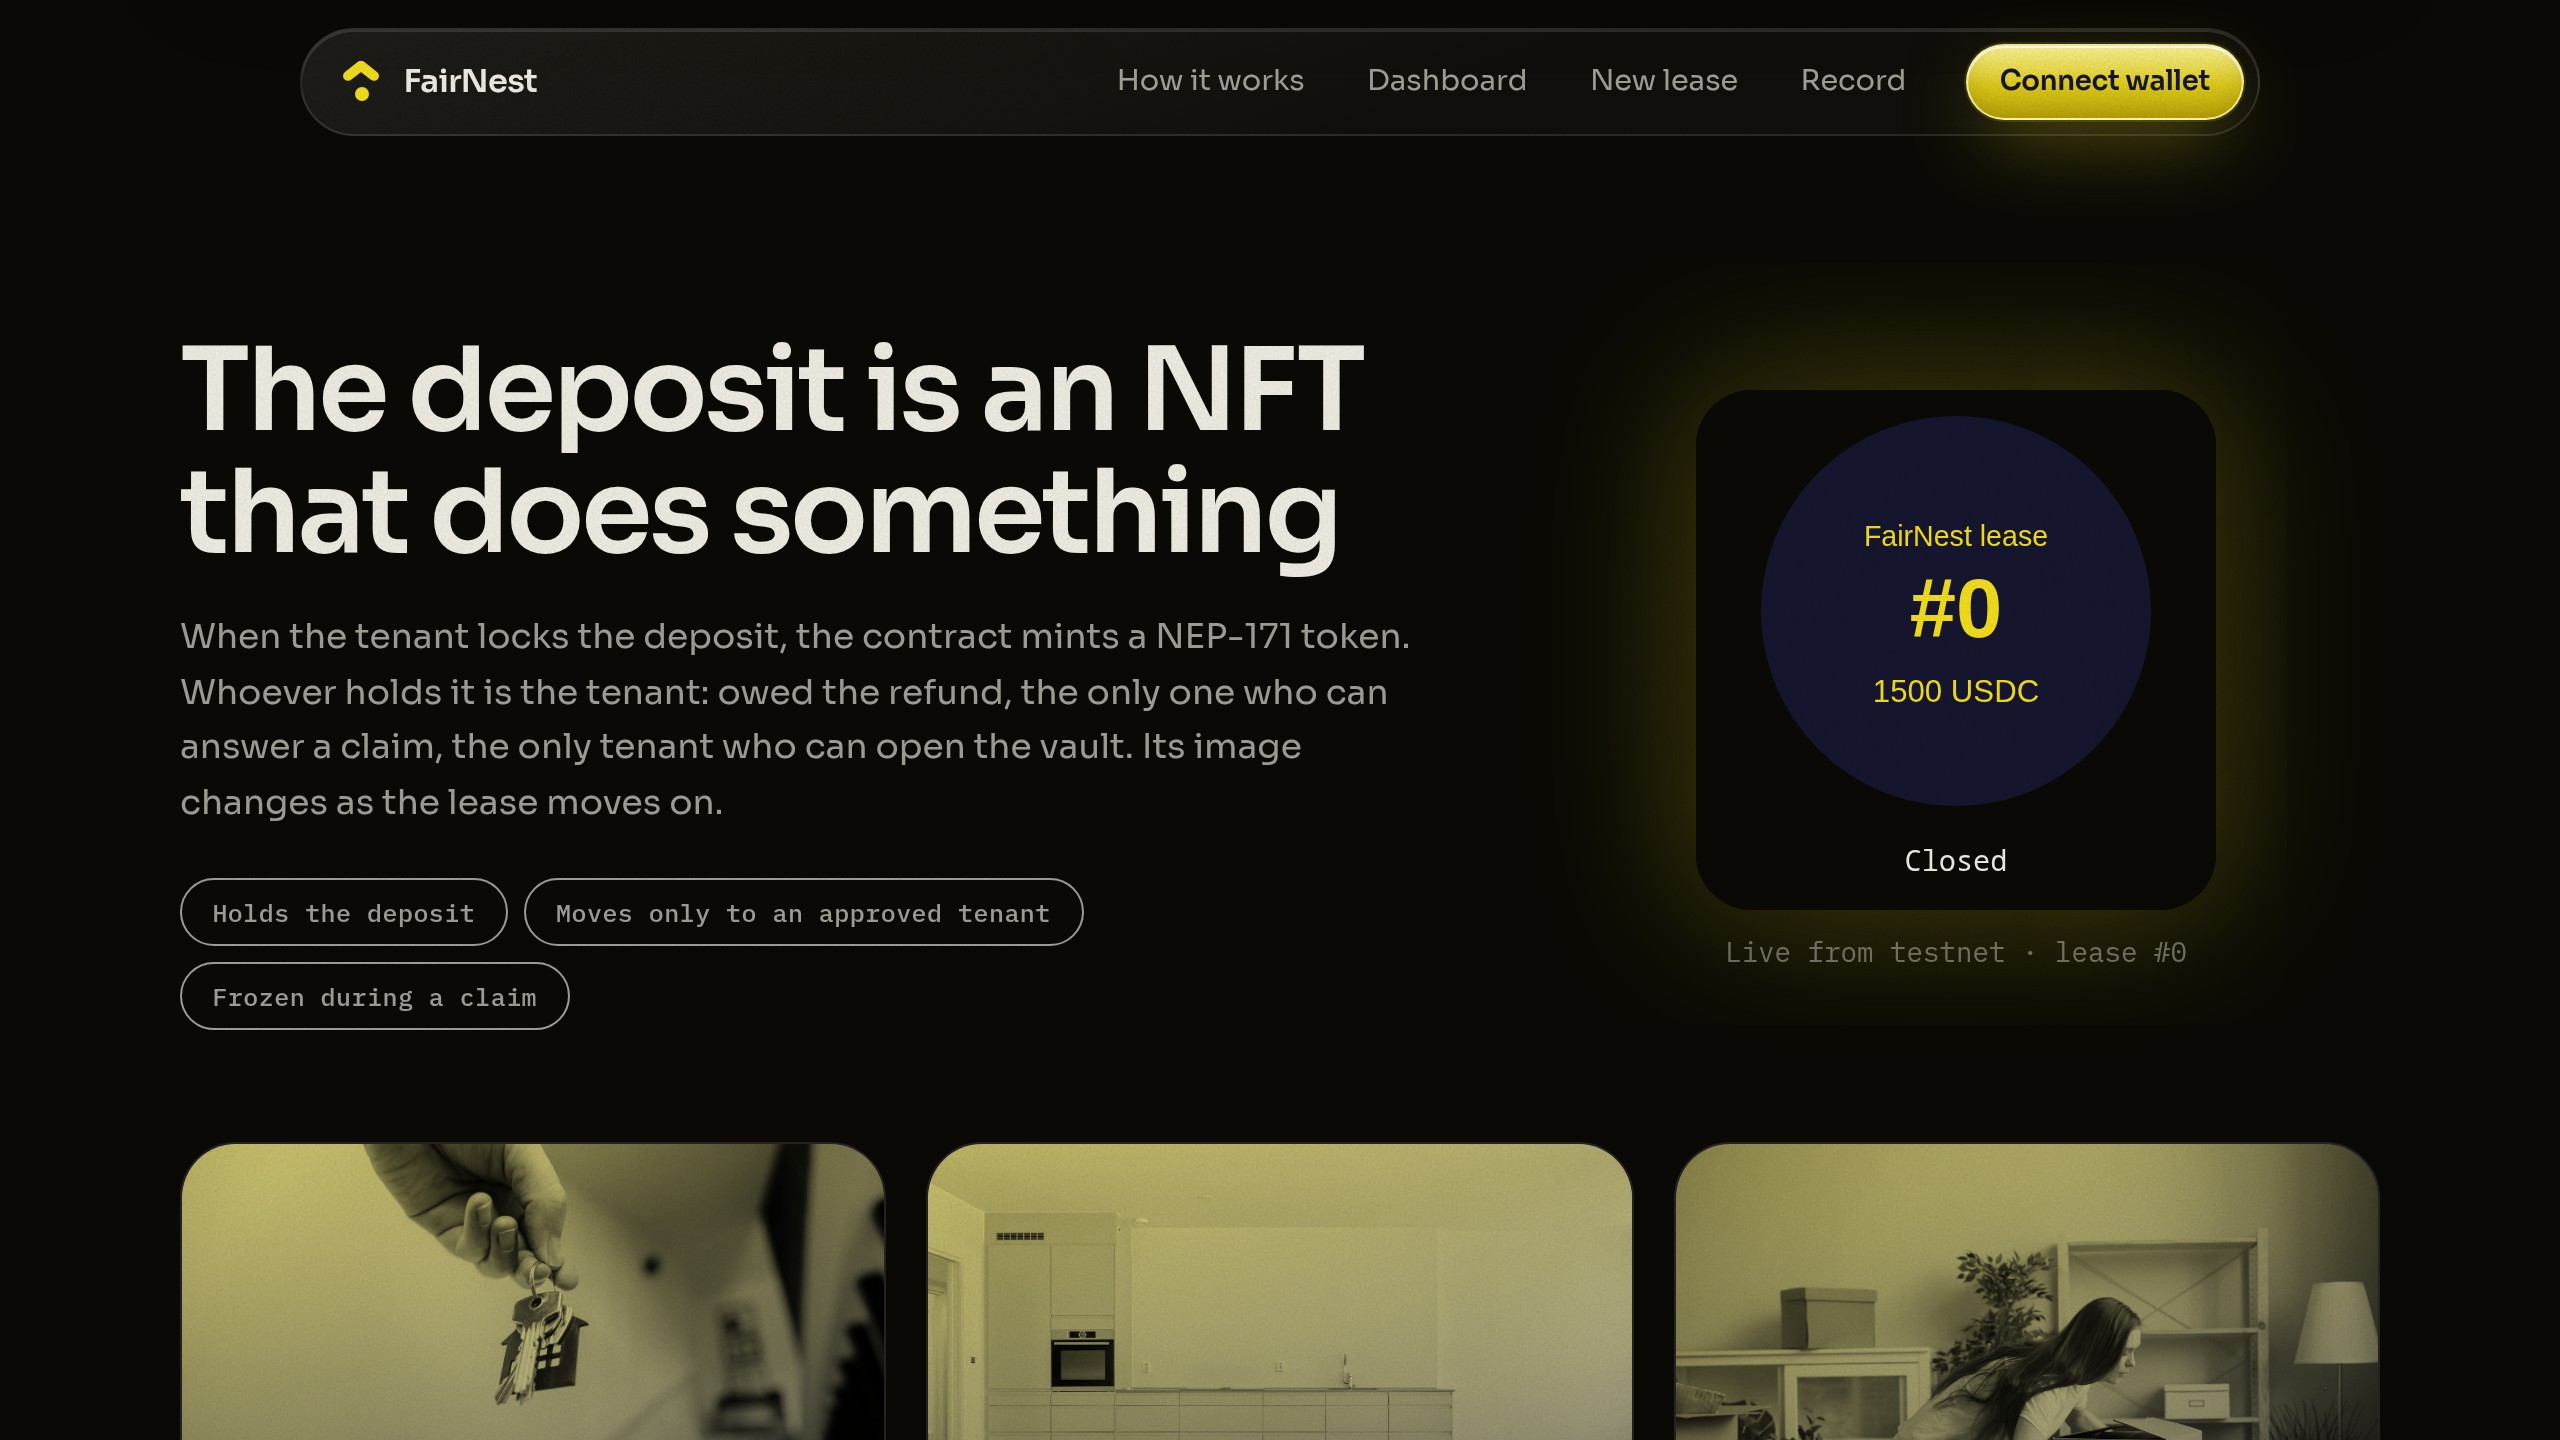 FairNest
How it works
Dashboard
New lease
Record
Connect wallet
The deposit is an NFT
that does something
When the tenant locks the deposit, the contract mints a NEP-171 token.
Whoever holds it is the tenant: owed the refund, the only one who can
answer a claim, the only tenant who can open the vault. Its image
changes as the lease moves on.
Holds the deposit
Moves only to an approved tenant
Frozen during a claim
FairNest lease
#0
1500 USDC
Closed
Live from testnet · lease #0